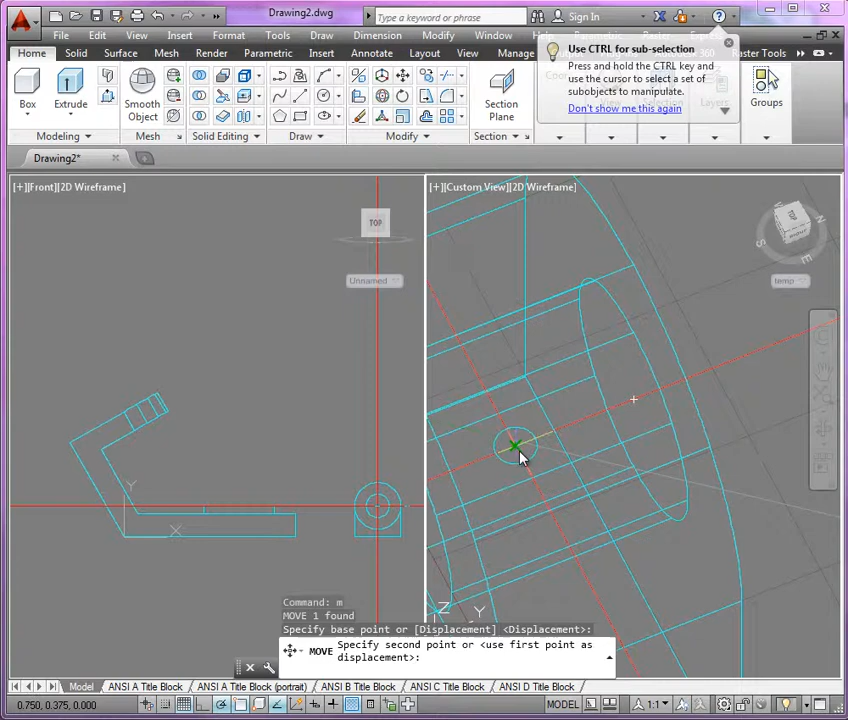 Drawing2.dwg
Type a keyword or phrase
Sign In
File Edit View Insert Format Tools Draw Dimension Modify Window
Home Solid Surface Mesh Render Parametric Insert Annotate Layout View Manage
Raster Tools
Use CTRL for sub-selection
Press and hold the CTRL key and
use the cursor to select a set of
subobjects to manipulate.
Don't show me this again
Box
Extrude
Smooth
Object
Section
Plane
Layers
Groups
Modeling
Mesh
Solid Editing
Draw
Modify
Section
Drawing2*
[+][Front][2D Wireframe]
[+][Custom View][2D Wireframe]
TOP
Unnamed
TOP
RIGHT
N
S
E
temp
Y
X
Z
Y
Command: m
MOVE 1 found
Specify base point or [Displacement] <Displacement>:
MOVE Specify second point or <use first point as
displacement>:
Model
ANSI A Title Block
ANSI A Title Block (portrait)
ANSI B Title Block
ANSI C Title Block
ANSI D Title Block
0.750, 0.375, 0.000
MODEL
1:1